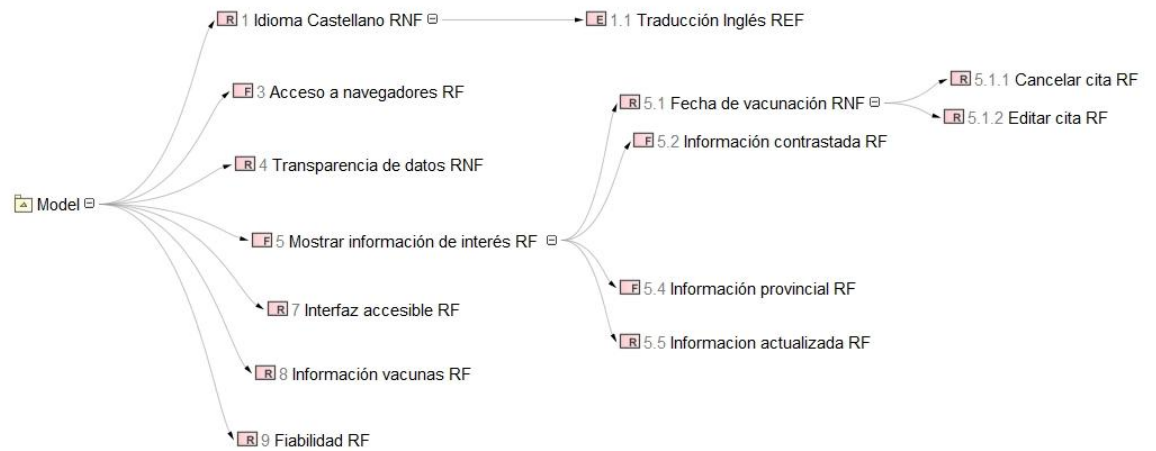 R 1 Idioma Castellano RNF
E 1.1 Traducción Inglés REF
F 3 Acceso a navegadores RF
R 5.1.1 Cancelar cita RF
R 5.1 Fecha de vacunación RNF
R 5.1.2 Editar cita RF
F 5.2 Información contrastada RF
R 4 Transparencia de datos RNF
Model
F 5 Mostrar información de interés RF
F 5.4 Información provincial RF
R 7 Interfaz accesible RF
R 5.5 Informacion actualizada RF
R 8 Información vacunas RF
R 9 Fiabilidad RF